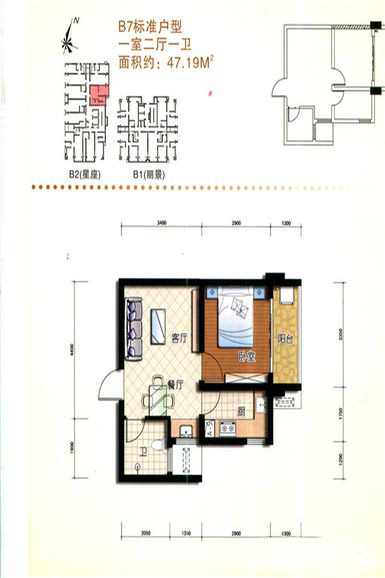 N
B7标准户型
一室二厅一卫
面积约：47.19M²
B2(星座)
B1(丽景)
3400
2900
1300
客厅
卧室
阳台
餐厅
厨
卫
4400
1900
3350
1750
1200
2050
1350
2900
1300